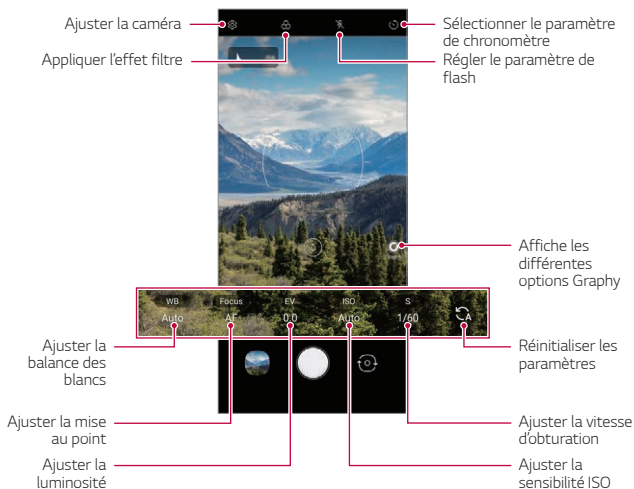 Ajuster la caméra
Appliquer l'effet filtre
Sélectionner le paramètre
de chronomètre
Régler le paramètre de
flash
Affiche les
différentes
options Graphy
WB Focus EV ISO S
Auto AF 0.0 Auto 1/60 A
Ajuster la
balance des
blancs
Réinitialiser les
paramètres
Ajuster la mise
au point
Ajuster la vitesse
d'obturation
Ajuster la
luminosité
Ajuster la
sensibilité ISO